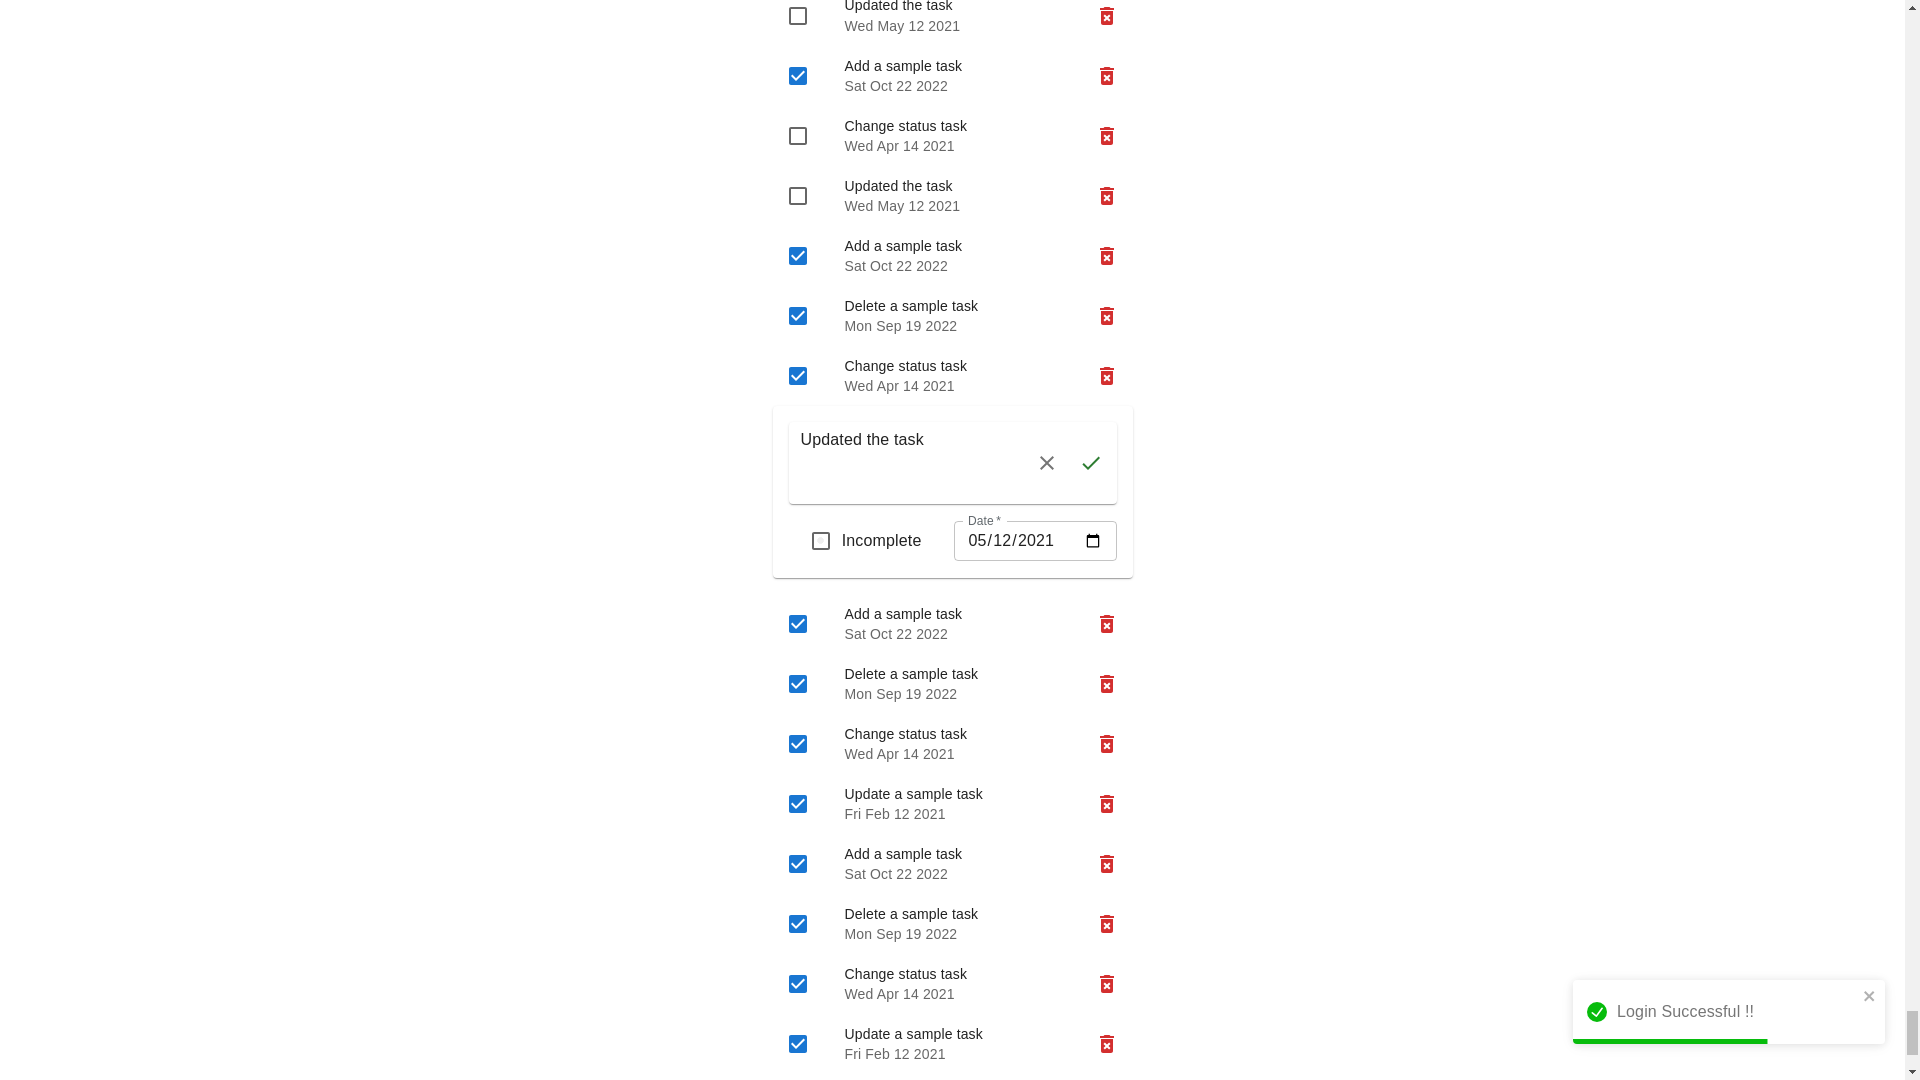 Updated the task
Wed May 12 2021
Add a sample task
Sat Oct 22 2022
Change status task
Wed Apr 14 2021
Updated the task
Wed May 12 2021
Add a sample task
Sat Oct 22 2022
Delete a sample task
Mon Sep 19 2022
Change status task
Wed Apr 14 2021
Updated the task
Date *
Incomplete
05/12/2021
Add a sample task
Sat Oct 22 2022
Delete a sample task
Mon Sep 19 2022
Change status task
Wed Apr 14 2021
Update a sample task
Fri Feb 12 2021
Add a sample task
Sat Oct 22 2022
Delete a sample task
Mon Sep 19 2022
Change status task
Wed Apr 14 2021
Login Successful !!
Update a sample task
Fri Feb 12 2021